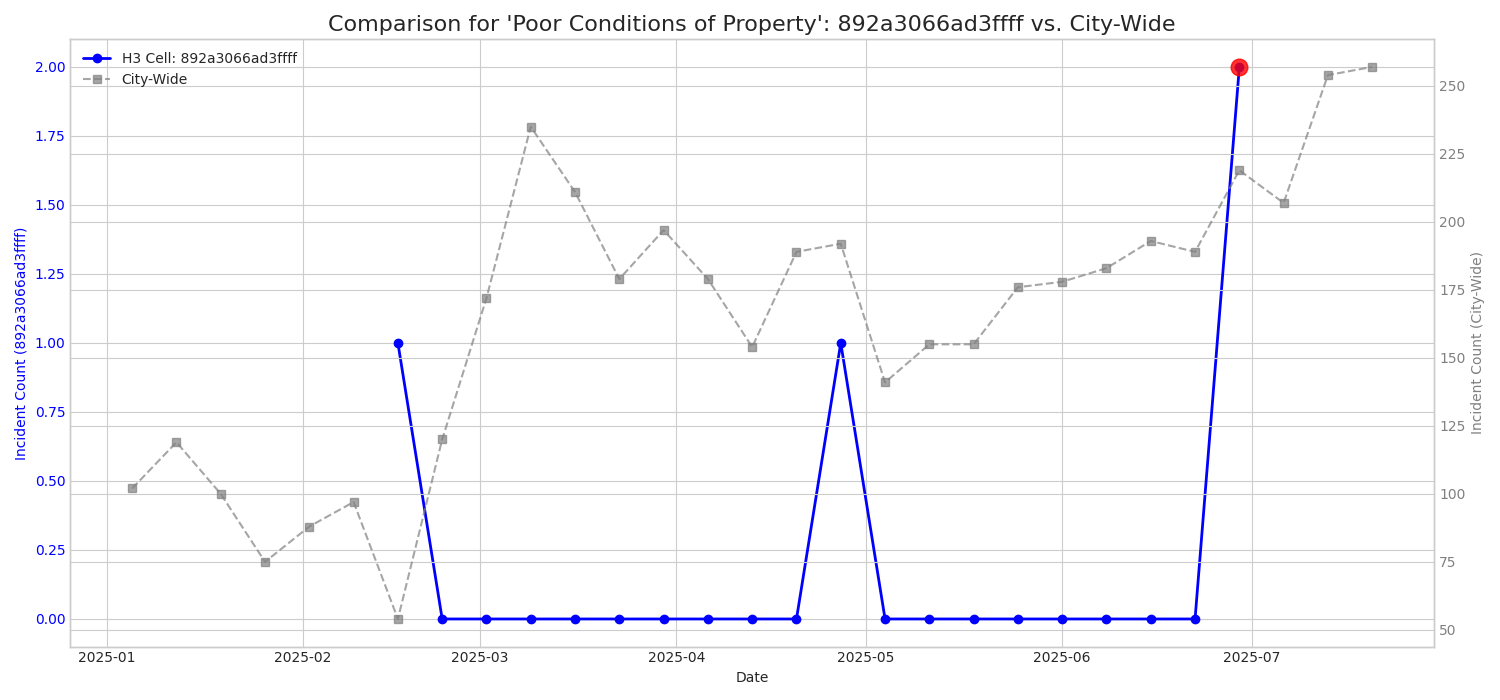 Comparison for 'Poor Conditions of Property': 892a3066ad3ffff vs. City-Wide
H3 Cell: 892a3066ad3ffff
City-Wide
Incident Count (892a3066ad3ffff)
2.00
1.75
1.50
1.25
1.00
0.75
0.50
0.25
0.00
250
225
200
175
150
125
100
75
50
Incident Count (City-Wide)
2025-01 2025-02 2025-03 2025-04 2025-05 2025-06 2025-07
Date